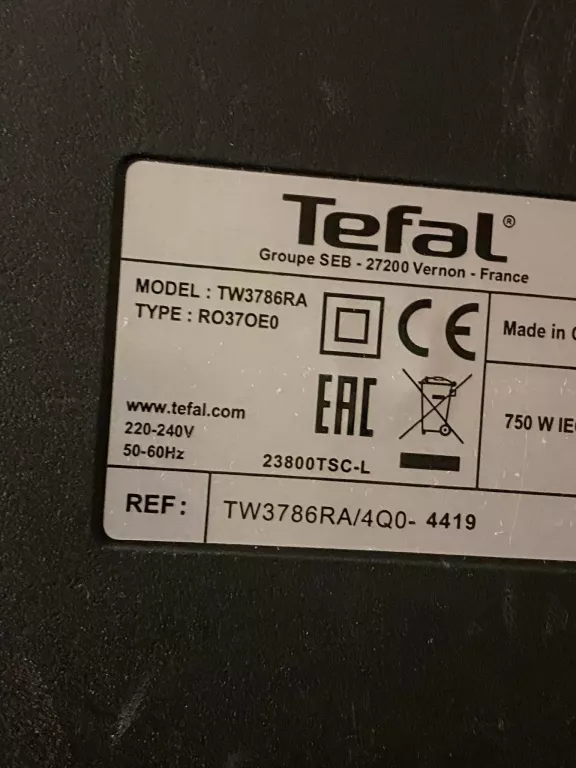 Tefal®
Groupe SEB - 27200 Vernon - France
MODEL : TW3786RA
TYPE : RO37OE0
CE
Made in
EAC
750 W
www.tefal.com
220-240V
50-60Hz
23800TSC-L
REF:
TW3786RA/4Q0- 4419